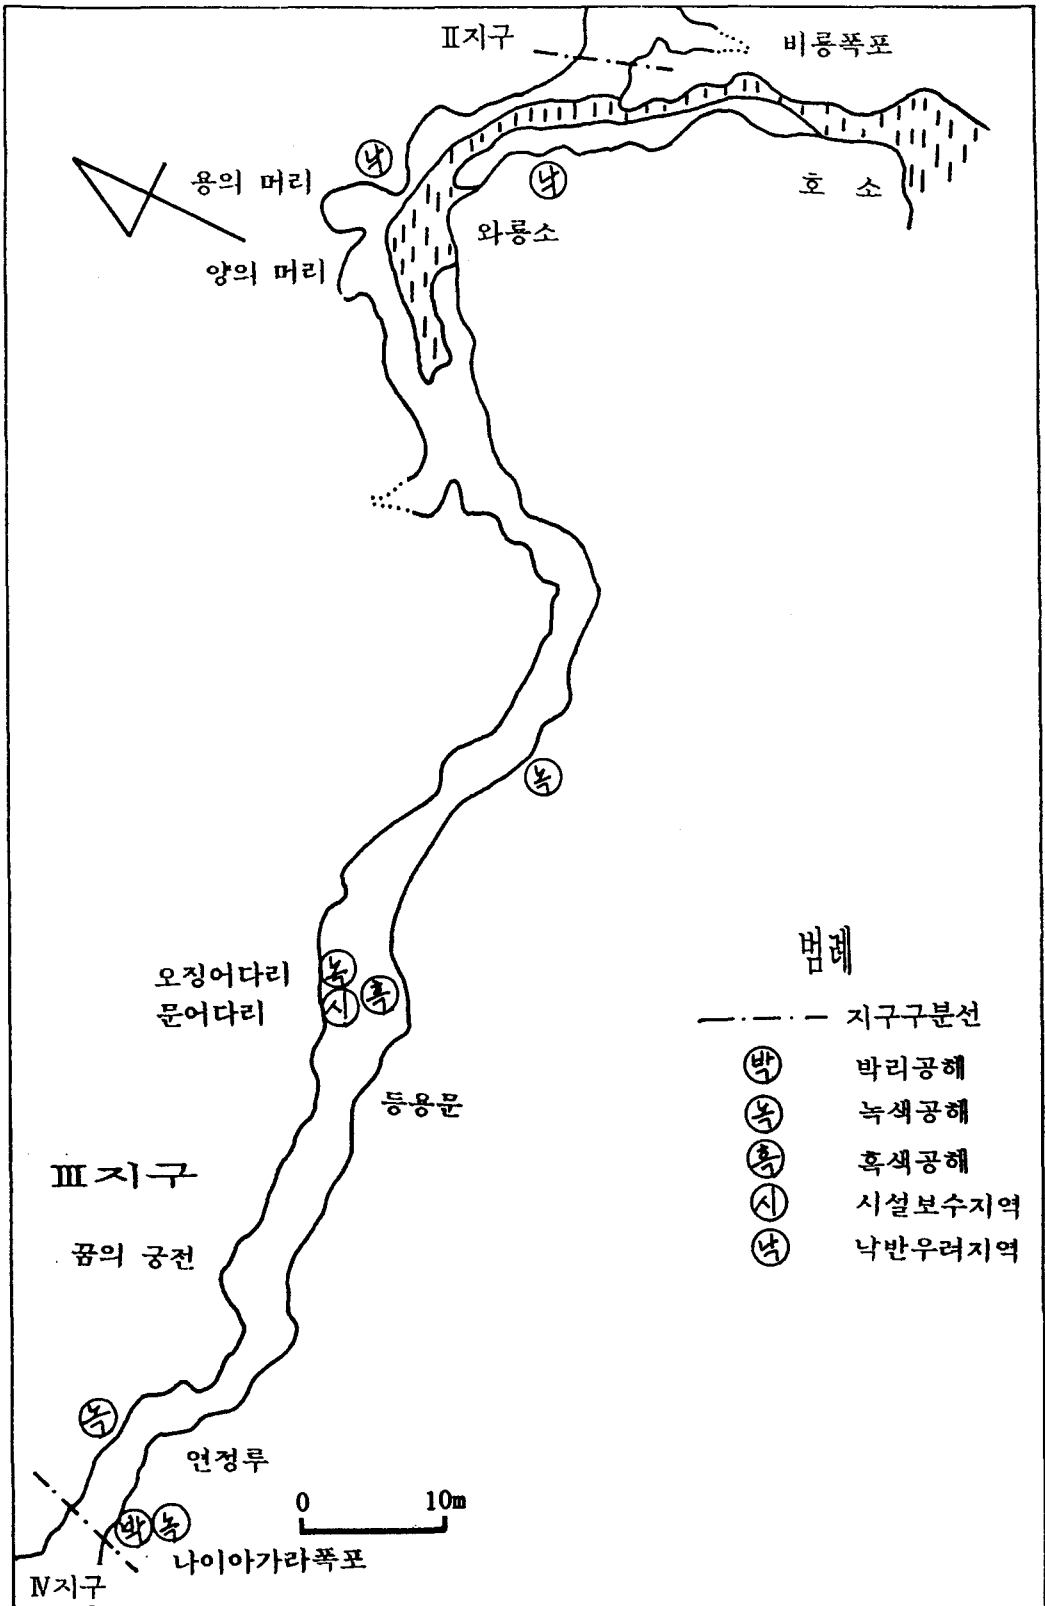 Ⅱ지구
비룡폭포
낙
용의 머리
낙
호 소
와룡소
양의 머리
녹
오징어다리
녹
문어다리
시
흑
등용문
Ⅲ지구
꿈의 궁전
녹
연정루
박
녹
나이아가라폭포
Ⅳ지구
0 10m
범례
지구구분선
박 박리공해
녹 녹색공해
흑 흑색공해
시 시설보수지역
낙 낙반우려지역